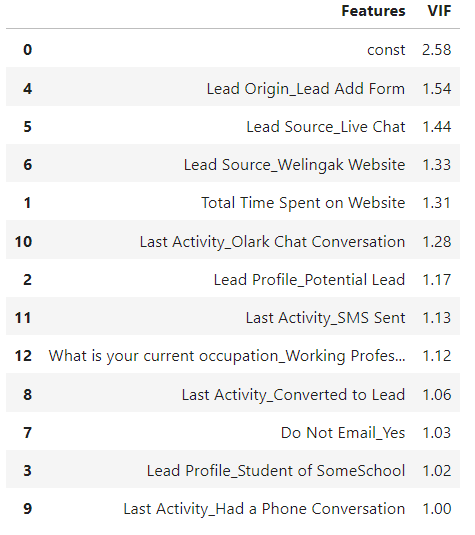 Features VIF
0 const 2.58
4 Lead Origin_Lead Add Form 1.54
5 Lead Source_Live Chat 1.44
6 Lead Source_Welingak Website 1.33
1 Total Time Spent on Website 1.31
10 Last Activity_Olark Chat Conversation 1.28
2 Lead Profile_Potential Lead 1.17
11 Last Activity_SMS Sent 1.13
12 What is your current occupation_Working Profes... 1.12
8 Last Activity_Converted to Lead 1.06
7 Do Not Email_Yes 1.03
3 Lead Profile_Student of SomeSchool 1.02
9 Last Activity_Had a Phone Conversation 1.00